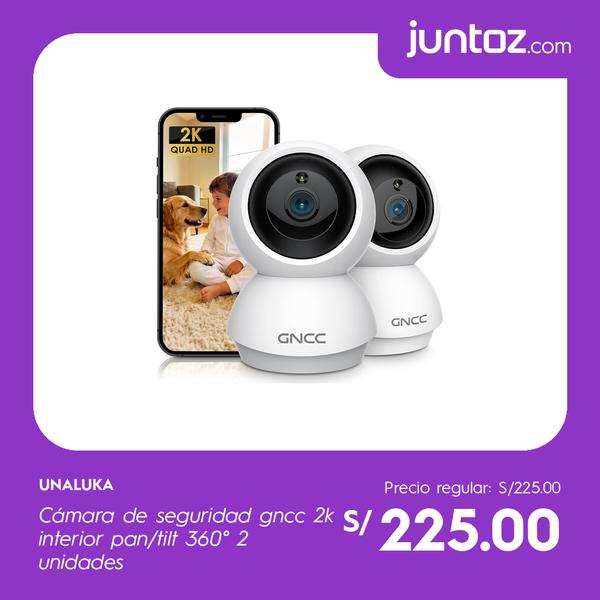 juntoz.com
2K
QUAD HD
GNCC
GNCC
UNALUKA
Cámara de seguridad gncc 2k
interior pan/tilt 360° 2
unidades
Precio regular: S/225.00
S/ 225.00